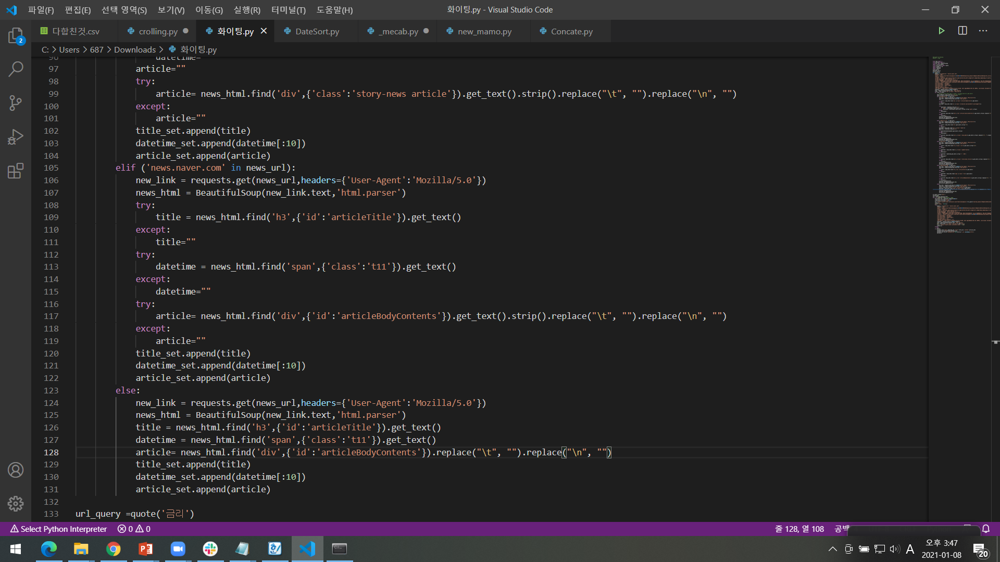 파일(F) 편집(E) 선택 영역(S) 보기(V) 이동(G) 실행(R) 터미널(T) 도움말(H) 화이팅.py - Visual Studio Code
다합친것.csv crolling.py 화이팅.py DateSort.py _mecab.py new_mamo.py Concate.py
2
C: > Users > 687 > Downloads > 화이팅.py
96 datetime=
97 article=""
98 try:
99 article= news_html.find('div',{'class':'story-news article'}).get_text().strip().replace("\t", "").replace("\n", "")
100 except:
101 article=""
102 title_set.append(title)
103 datetime_set.append(datetime[:10])
104 article_set.append(article)
105 elif ('news.naver.com' in news_url):
106 new_link = requests.get(news_url,headers={'User-Agent':'Mozilla/5.0'})
107 news_html = BeautifulSoup(new_link.text,'html.parser')
108 try:
109 title = news_html.find('h3',{'id':'articleTitle'}).get_text()
110 except:
111 title=""
112 try:
113 datetime = news_html.find('span',{'class':'t11'}).get_text()
114 except:
115 datetime=""
116 try:
117 article= news_html.find('div',{'id':'articleBodyContents'}).get_text().strip().replace("\t", "").replace("\n", "")
118 except:
119 article=""
120 title_set.append(title)
121 datetime_set.append(datetime[:10])
122 article_set.append(article)
123 else:
124 new_link = requests.get(news_url,headers={'User-Agent':'Mozilla/5.0'})
125 news_html = BeautifulSoup(new_link.text,'html.parser')
126 title = news_html.find('h3',{'id':'articleTitle'}).get_text()
127 datetime = news_html.find('span',{'class':'t11'}).get_text()
128 article= news_html.find('div',{'id':'articleBodyContents'}).replace("\t", "").replace("\n", "")
129 title_set.append(title)
130 datetime_set.append(datetime[:10])
131 article_set.append(article)
132
133 url_query =quote('금리')
Select Python Interpreter 0 0 줄 128, 열 108 공백
A 오후 3:47
2021-01-08 20